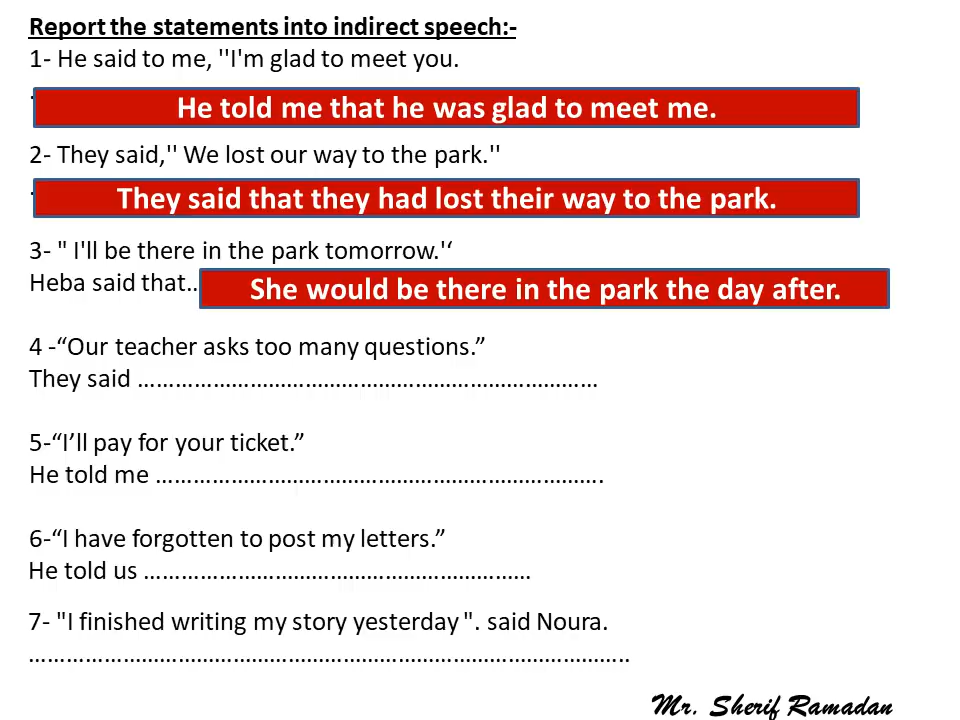 Report the statements into indirect speech:-
1- He said to me, ''I'm glad to meet you.
He told me that he was glad to meet me.
2- They said,'' We lost our way to the park.''
They said that they had lost their way to the park.
3- " I'll be there in the park tomorrow.'‘
Heba said that.. She would be there in the park the day after.
4 -“Our teacher asks too many questions.”
They said ……………………………………………………………….
5-“I’ll pay for your ticket.”
He told me …………………………………………………………….
6-“I have forgotten to post my letters.”
He told us …………………………………………………….
7- "I finished writing my story yesterday ". said Noura.
…………………………………………………………………………………..
Mr. Sherif Ramadan